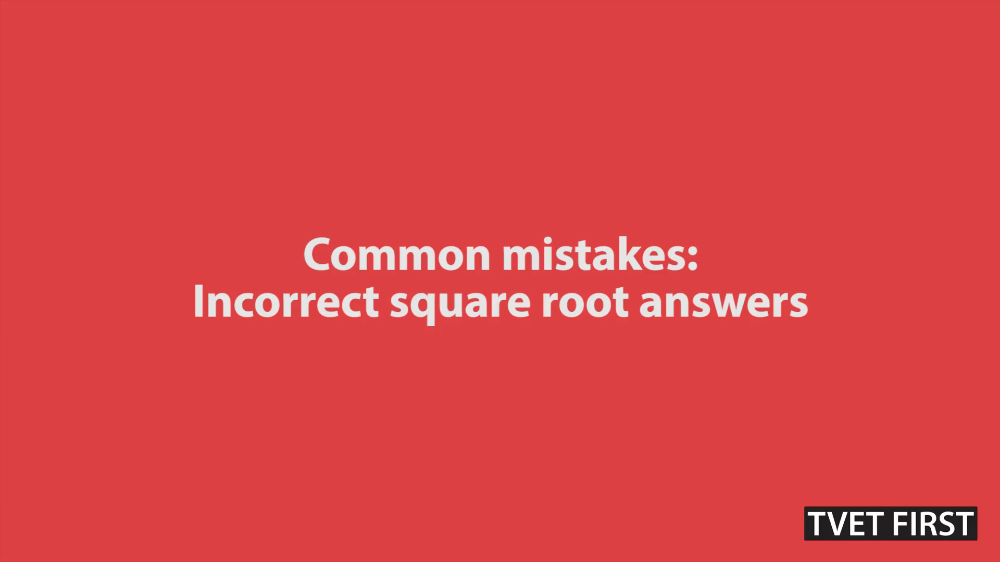 Common mistakes:
Incorrect square root answers
TVET FIRST